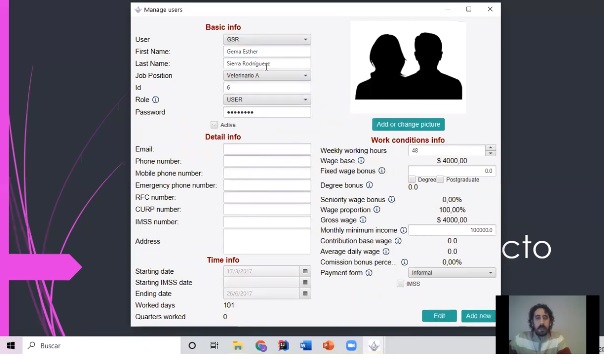 Manage users
Basic info
User GSR
First Name: Gema Esther
Last Name: Sierra Rodriguez
Job Position Veterinario A
Id 6
Role USER
Password ••••••••
Active
Detail info
Email:
Phone number:
Mobile phone number:
Emergency phone number:
RFC number:
CURP number:
IMSS number:
Address
Time info
Starting date 17/3/2017
Starting IMSS date
Ending date 26/6/2017
Worked days 101
Quarters worked 0
Add or change picture
Work conditions info
Weekly working hours 48
Wage base $ 4000,00
Fixed wage bonus 0.0
Degree Postgraduate
Degree bonus 0.0
Seniority wage bonus 0,00%
Wage proportion 100,00%
Gross wage $ 4000,00
Monthly minimum income 100000.0
Contribution base wage 0.0
Average daily wage 0.0
Comission bonus perce... 0,00%
Payment form Informal
IMSS
Edit Add new
cto
Buscar